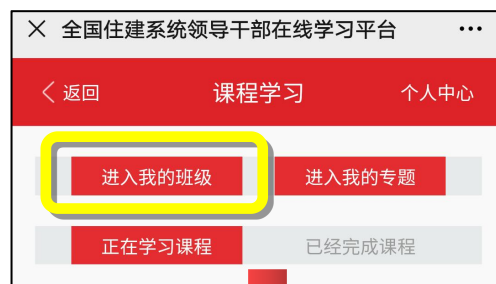 全国住建系统领导干部在线学习平台
返回 课程学习 个人中心
进入我的班级 进入我的专题
正在学习课程 已经完成课程